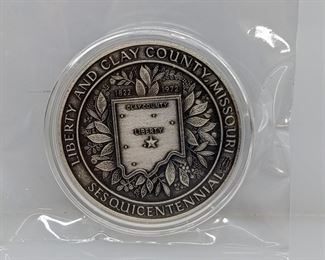 LIBERTY AND CLAY COUNTY, MISSOURI
1822 1972
CLAY COUNTY
LIBERTY
SESQUICENTENNIAL